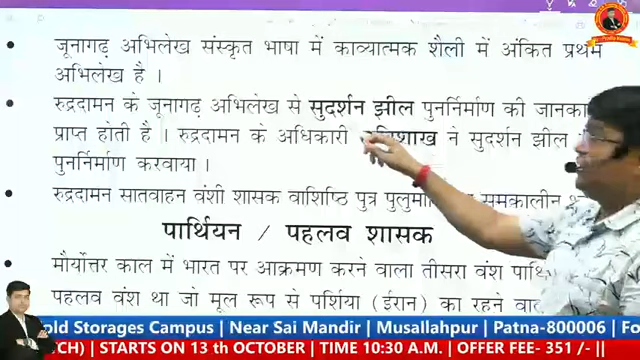 जूनागढ़ अभिलेख संस्कृत भाषा में काव्यात्मक शैली में अंकित प्रथम
अभिलेख है ।
रुद्रदामन के जूनागढ़ अभिलेख से सुदर्शन झील पुनर्निर्माण की
प्राप्त होती है । रुद्रदामन के अधिकारी ने सुदर्शन झील
पुनर्निर्माण करवाया ।
रुद्रदामन सातवाहन वंशी शासक वाशिष्ठि पुत्र समकालीन
पार्थियन / पहलव शासक
मौर्योत्तर काल में भारत पर आक्रमण करने वाला तीसरा वंश
पहलव वंश था जो मूल रूप से पर्शिया (ईरान) का रहने
old Storages Campus | Near Sai Mandir | Musallahpur | Patna-800006 | Fo
CH) | STARTS ON 13 th OCTOBER | TIME 10:30 A.M. | OFFER FEE- 351 /- ||